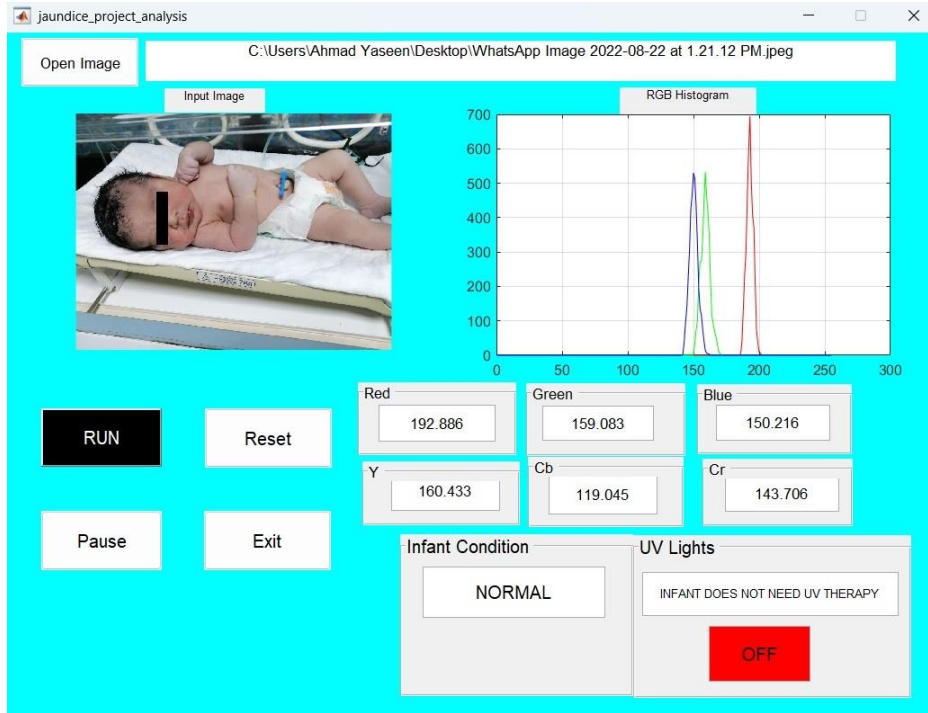 jaundice_project_analysis
Open Image
C:\Users\Ahmad Yaseen\Desktop\WhatsApp Image 2022-08-22 at 1.21.12 PM.jpeg
Input Image
RGB Histogram
700
600
500
400
300
200
100
0
0 50 100 150 200 250 300
Red
192.886
Green
159.083
Blue
150.216
Y
160.433
Cb
119.045
Cr
143.706
RUN
Reset
Pause
Exit
Infant Condition
NORMAL
UV Lights
INFANT DOES NOT NEED UV THERAPY
OFF